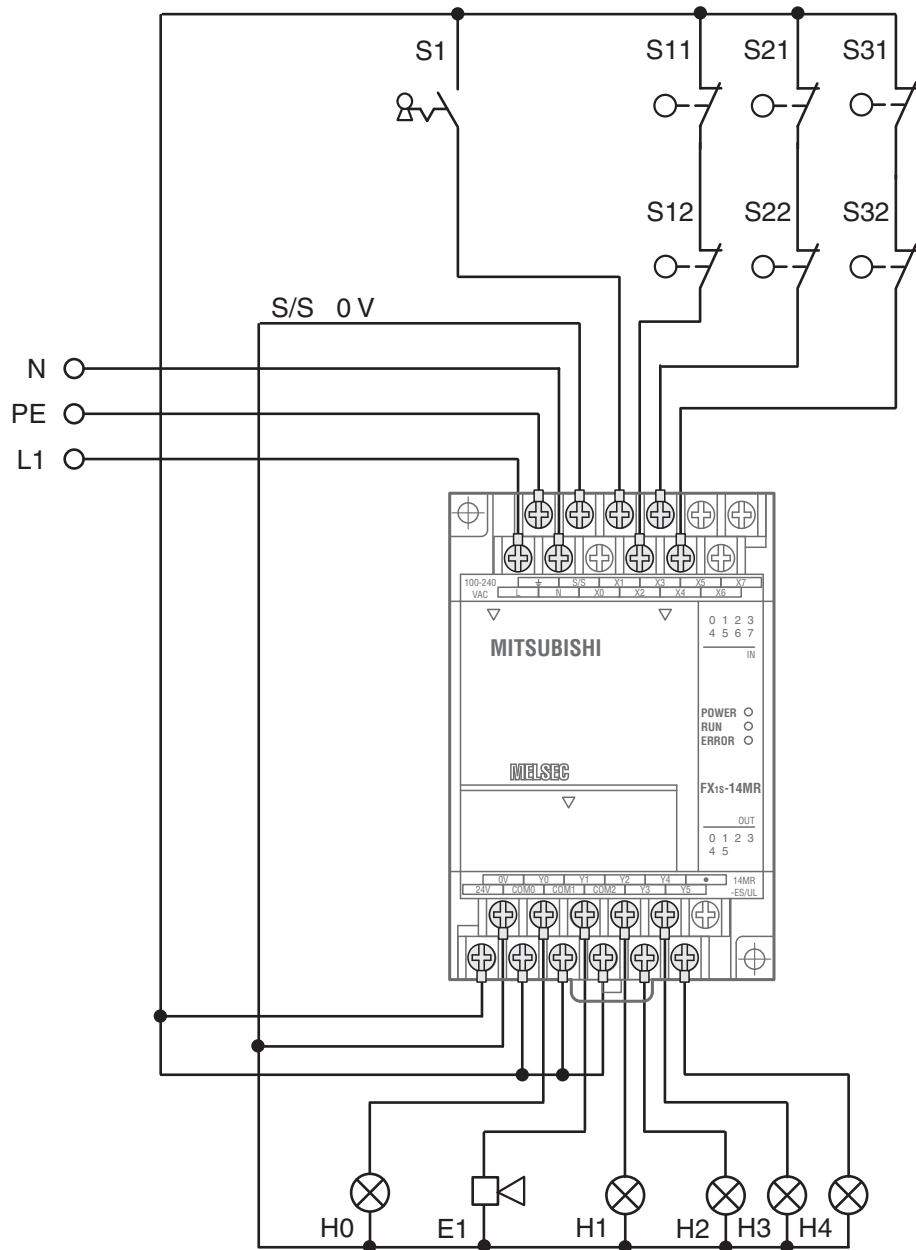 S1 S11 S21 S31
S12 S22 S32
S/S 0 V
N
PE
L1
100-240
VAC
⏚ S/S X1 X3 X5 X7
L N X0 X2 X4 X6
MITSUBISHI
0 1 2 3
4 5 6 7
IN
POWER
RUN
ERROR
MELSEC
FX1S-14MR
OUT
0 1 2 3
4 5
0V Y0 Y1 Y2 Y4 •
24V COM0 COM1 COM2 Y3 Y5
14MR
-ES/UL
H0 E1 H1 H2 H3 H4